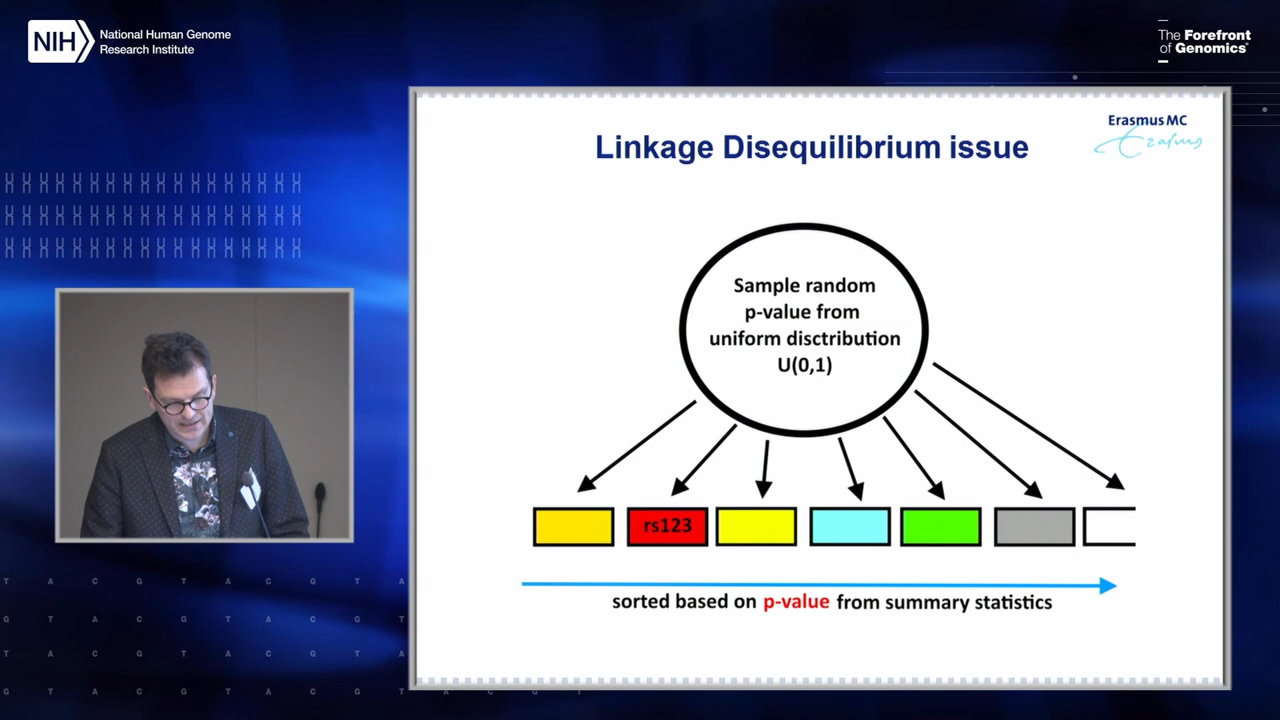 NIH
National Human Genome
Research Institute
The Forefront
of Genomics®
Erasmus MC
Erasmus
Linkage Disequilibrium issue
Sample random
p-value from
uniform disctribution
U(0,1)
rs123
sorted based on p-value from summary statistics
T A C G T A C G T A
G T A C G T A C G T
T A C G T A C G T A
G T A C G T A C G T A C G T